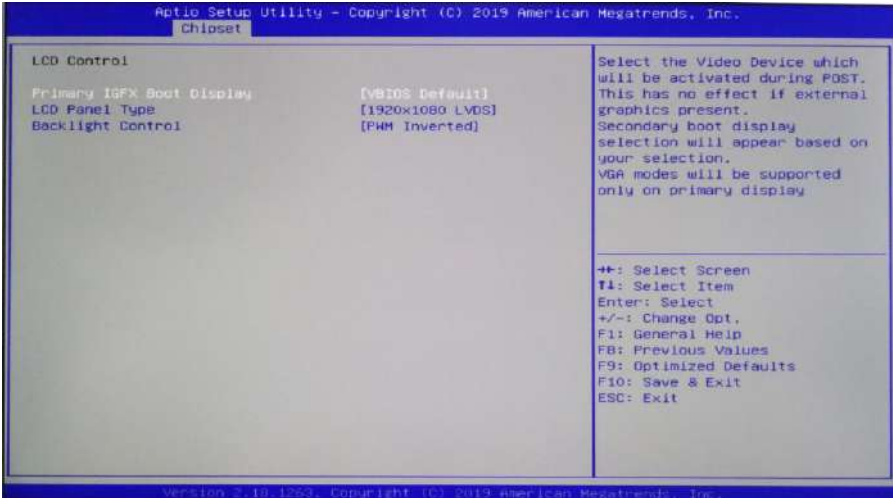 Aptio Setup Utility – Copyright (C) 2019 American Megatrends, Inc.
Chipset
LCD Control
Primary IGFX Boot Display [VBIOS Default]
LCD Panel Type [1920x1080 LVDS]
Backlight Control [PWM Inverted]
Select the Video Device which
will be activated during POST.
This has no effect if external
graphics present.
Secondary boot display
selection will appear based on
your selection.
VGA modes will be supported
only on primary display
→←: Select Screen
↑↓: Select Item
Enter: Select
+/-: Change Opt.
F1: General Help
F8: Previous Values
F9: Optimized Defaults
F10: Save & Exit
ESC: Exit
Version 2.18.1263. Copyright (C) 2019 American Megatrends, Inc.